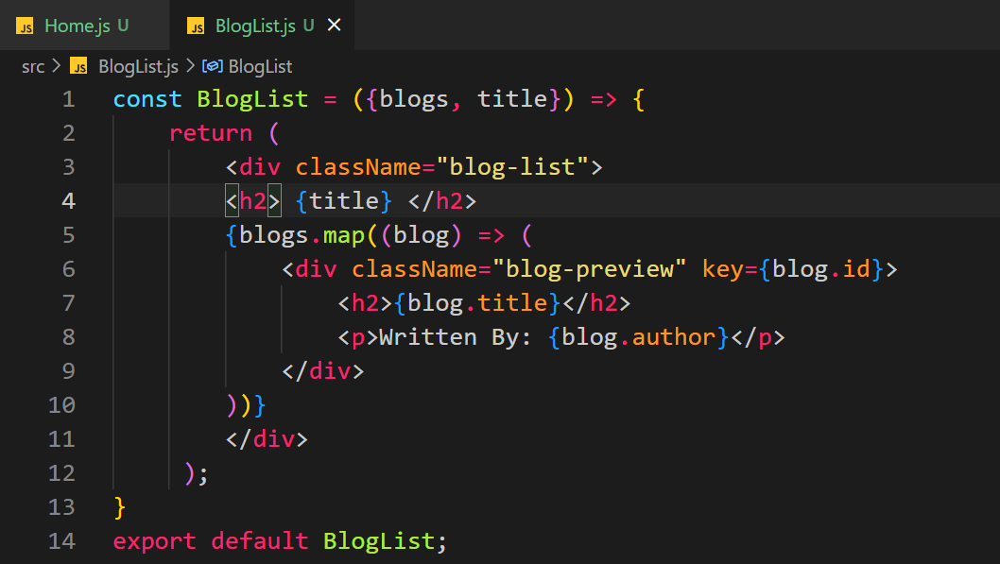 JS Home.js U JS BlogList.js U ×
src > JS BlogList.js > BlogList
1 const BlogList = ({blogs, title}) => {
2     return (
3         <div className="blog-list">
4         <h2> {title} </h2>
5         {blogs.map((blog) => (
6             <div className="blog-preview" key={blog.id}>
7                 <h2>{blog.title}</h2>
8                 <p>Written By: {blog.author}</p>
9             </div>
10         ))}
11         </div>
12      );
13 }
14 export default BlogList;